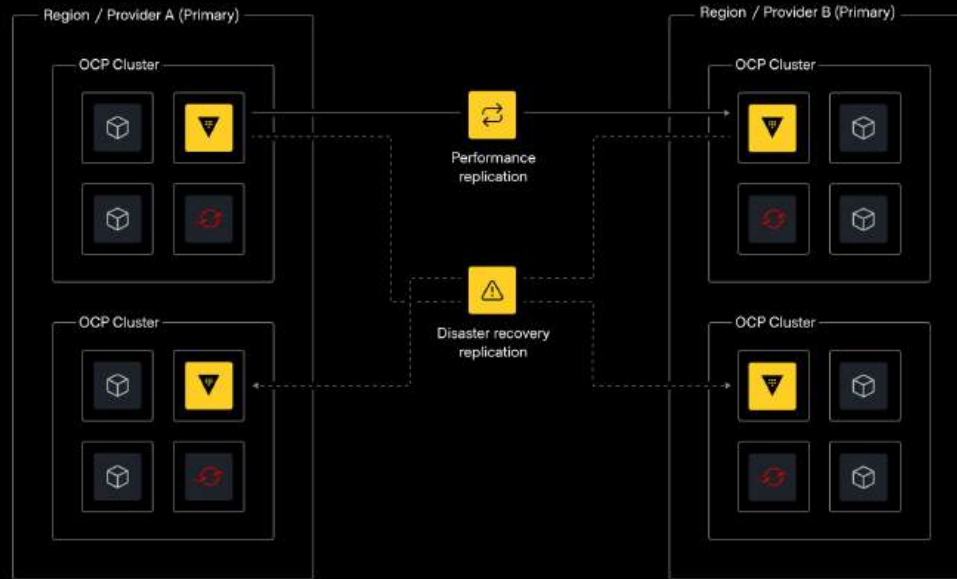 Region / Provider A (Primary)
Region / Provider B (Primary)
OCP Cluster
OCP Cluster
Performance
replication
Disaster recovery
replication
OCP Cluster
OCP Cluster